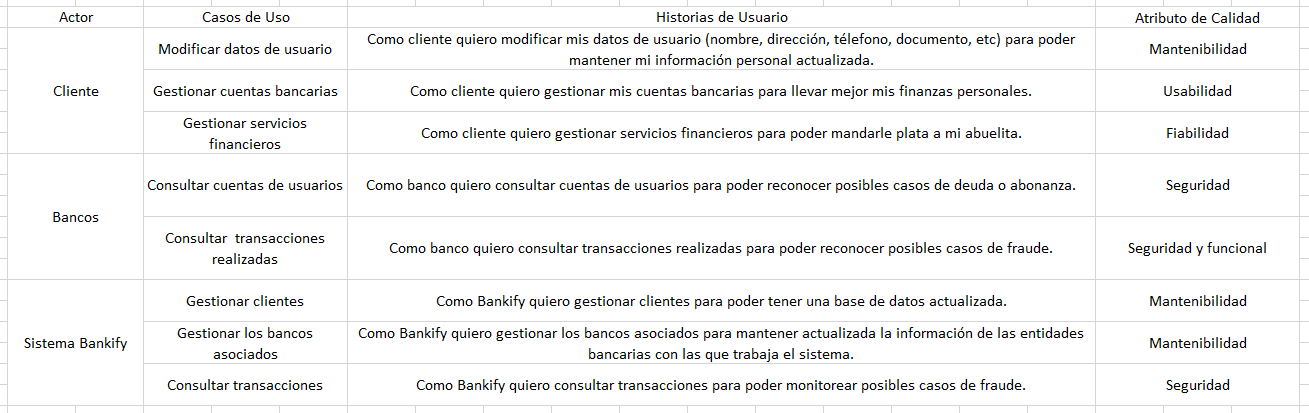 Actor
Casos de Uso
Historias de Usuario
Atributo de Calidad
Cliente
Modificar datos de usuario
Como cliente quiero modificar mis datos de usuario (nombre, dirección, télefono, documento, etc) para poder
mantener mi información personal actualizada.
Mantenibilidad
Gestionar cuentas bancarias
Como cliente quiero gestionar mis cuentas bancarias para llevar mejor mis finanzas personales.
Usabilidad
Gestionar servicios
financieros
Como cliente quiero gestionar servicios financieros para poder mandarle plata a mi abuelita.
Fiabilidad
Bancos
Consultar cuentas de usuarios
Como banco quiero consultar cuentas de usuarios para poder reconocer posibles casos de deuda o abonanza.
Seguridad
Consultar transacciones
realizadas
Como banco quiero consultar transacciones realizadas para poder reconocer posibles casos de fraude.
Seguridad y funcional
Sistema Bankify
Gestionar clientes
Como Bankify quiero gestionar clientes para poder tener una base de datos actualizada.
Mantenibilidad
Gestionar los bancos
asociados
Como Bankify quiero gestionar los bancos asociados para mantener actualizada la información de las entidades
bancarias con las que trabaja el sistema.
Mantenibilidad
Consultar transacciones
Como Bankify quiero consultar transacciones para poder monitorear posibles casos de fraude.
Seguridad